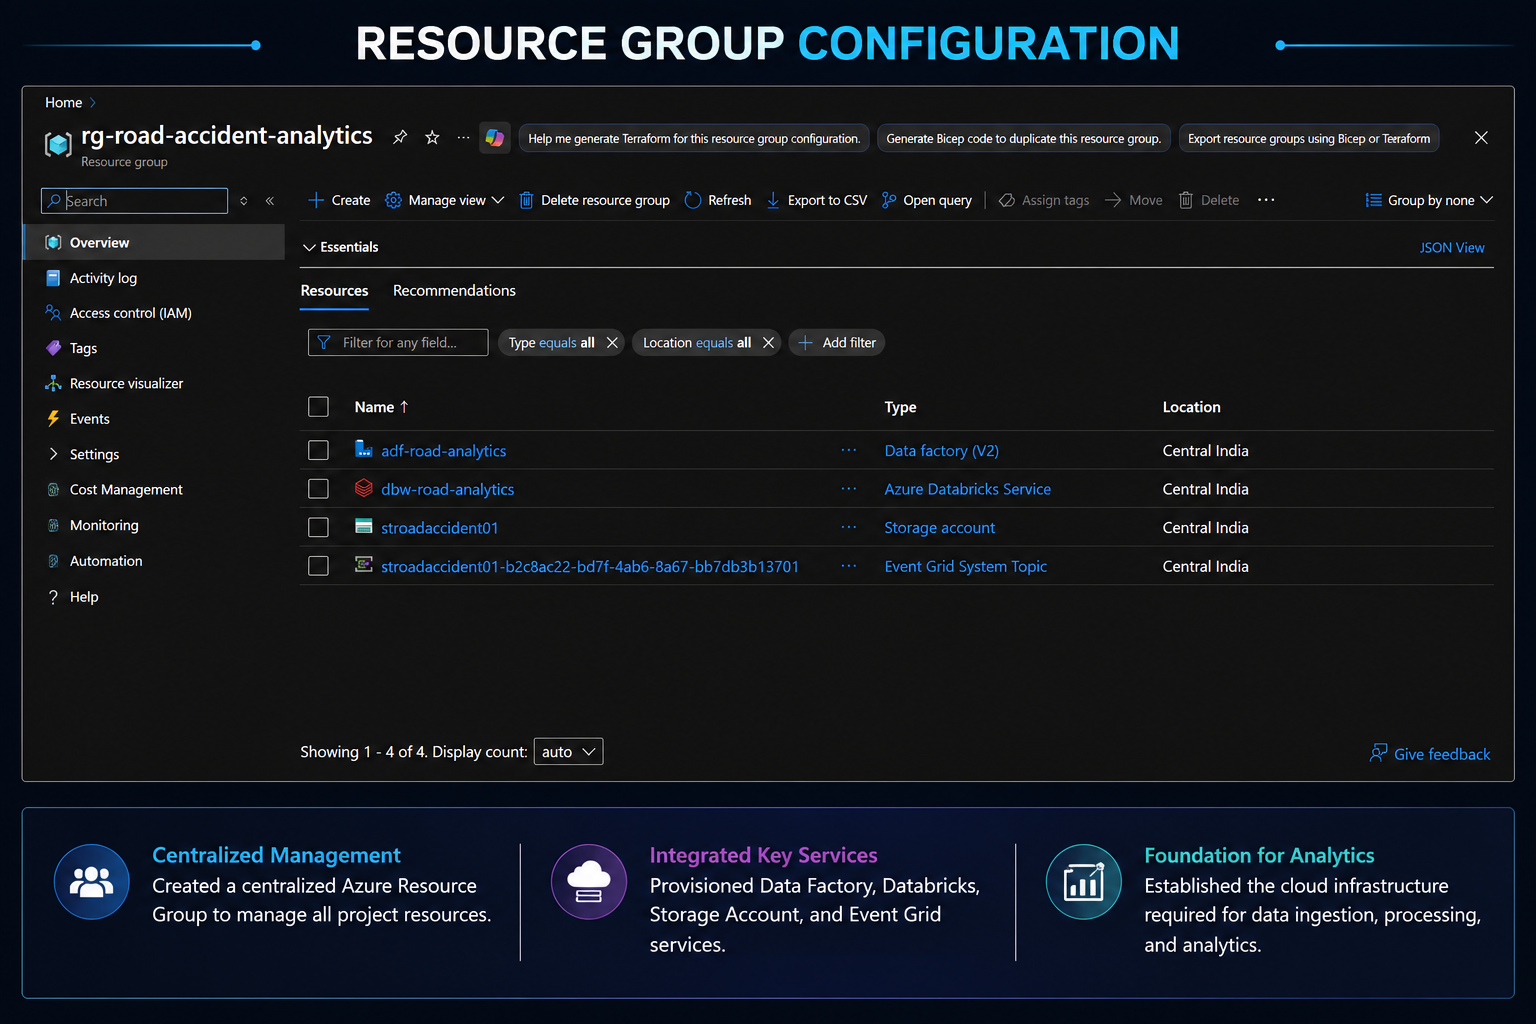 RESOURCE GROUP CONFIGURATION
Home
rg-road-accident-analytics
Resource group
Help me generate Terraform for this resource group configuration.
Generate Bicep code to duplicate this resource group.
Export resource groups using Bicep or Terraform
Search
Create
Manage view
Delete resource group
Refresh
Export to CSV
Open query
Assign tags
Move
Delete
Group by none
Overview
Activity log
Access control (IAM)
Tags
Resource visualizer
Events
Settings
Cost Management
Monitoring
Automation
? Help
Essentials
JSON View
Resources Recommendations
Filter for any field...
Type equals all
Location equals all
Add filter
Name ↑ Type Location
adf-road-analytics ... Data factory (V2) Central India
dbw-road-analytics ... Azure Databricks Service Central India
stroadaccident01 ... Storage account Central India
stroadaccident01-b2c8ac22-bd7f-4ab6-8a67-bb7db3b13701 ... Event Grid System Topic Central India
Showing 1 - 4 of 4. Display count: auto
Give feedback
Centralized Management
Created a centralized Azure Resource
Group to manage all project resources.
Integrated Key Services
Provisioned Data Factory, Databricks,
Storage Account, and Event Grid
services.
Foundation for Analytics
Established the cloud infrastructure
required for data ingestion, processing,
and analytics.